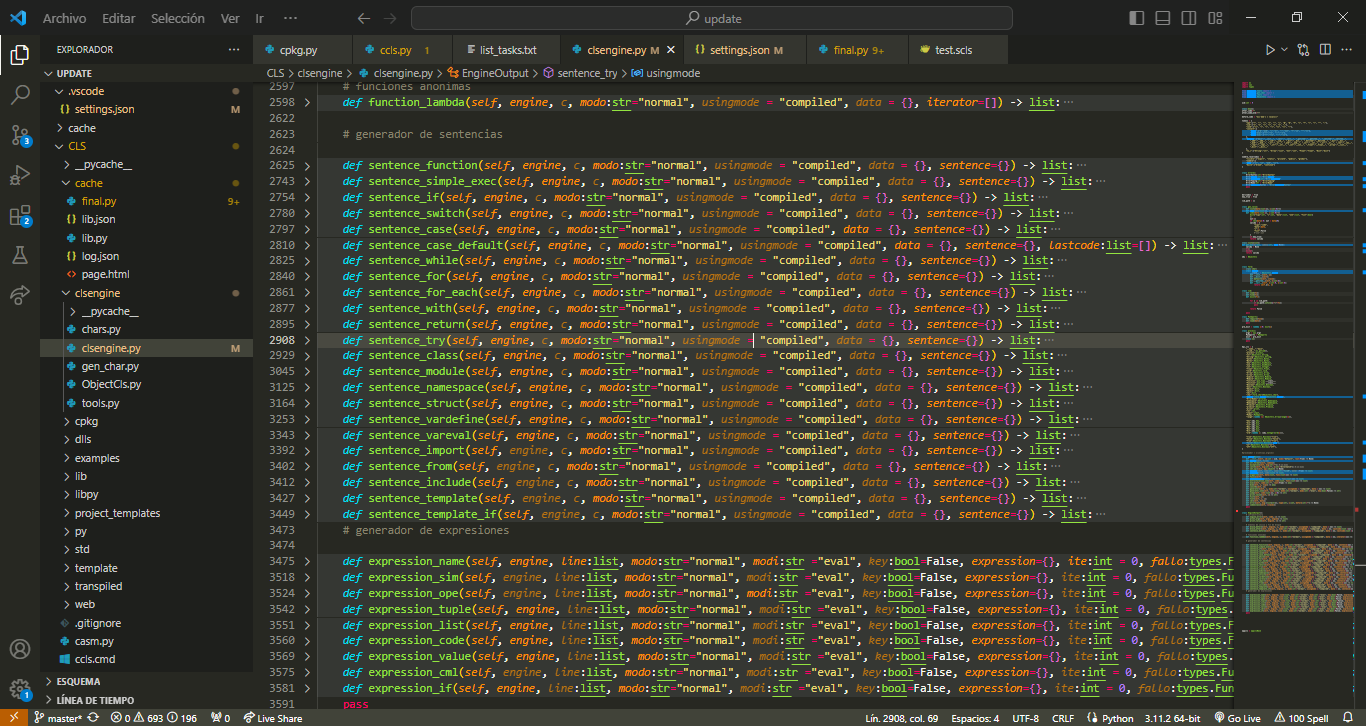 Archivo Editar Selección Ver Ir ··· update
EXPLORADOR ···
UPDATE
.vscode
settings.json M
cache
CLS
__pycache__
cache
final.py 9+
lib.json
lib.py
log.json
page.html
clsengine
__pycache__
chars.py
clsengine.py M
gen_char.py
ObjectCls.py
tools.py
cpkg
dlls
examples
lib
libpy
project_templates
py
std
template
transpiled
web
.gitignore
casm.py
ccls.cmd
ESQUEMA
LÍNEA DE TIEMPO
3
2
1
cpkg.py ccls.py 1 list_tasks.txt clsengine.py M settings.json M final.py 9+ test.scls
CLS > clsengine > clsengine.py > EngineOutput > sentence_try > usingmode
2597 # funciones anonimas
2598 def function_lambda(self, engine, c, modo:str="normal", usingmode = "compiled", data = {}, iterator=[]) -> list:···
2622
2623 # generador de sentencias
2624
2625 def sentence_function(self, engine, c, modo:str="normal", usingmode = "compiled", data = {}, sentence={}) -> list:···
2743 def sentence_simple_exec(self, engine, c, modo:str="normal", usingmode = "compiled", data = {}, sentence={}) -> list:···
2754 def sentence_if(self, engine, c, modo:str="normal", usingmode = "compiled", data = {}, sentence={}) -> list:···
2780 def sentence_switch(self, engine, c, modo:str="normal", usingmode = "compiled", data = {}, sentence={}) -> list:···
2797 def sentence_case(self, engine, c, modo:str="normal", usingmode = "compiled", data = {}, sentence={}) -> list:···
2810 def sentence_case_default(self, engine, c, modo:str="normal", usingmode = "compiled", data = {}, sentence={}, lastcode:list=[]) -> list:···
2825 def sentence_while(self, engine, c, modo:str="normal", usingmode = "compiled", data = {}, sentence={}) -> list:···
2840 def sentence_for(self, engine, c, modo:str="normal", usingmode = "compiled", data = {}, sentence={}) -> list:···
2861 def sentence_for_each(self, engine, c, modo:str="normal", usingmode = "compiled", data = {}, sentence={}) -> list:···
2877 def sentence_with(self, engine, c, modo:str="normal", usingmode = "compiled", data = {}, sentence={}) -> list:···
2895 def sentence_return(self, engine, c, modo:str="normal", usingmode = "compiled", data = {}, sentence={}) -> list:···
2908 def sentence_try(self, engine, c, modo:str="normal", usingmode = "compiled", data = {}, sentence={}) -> list:···
2929 def sentence_class(self, engine, c, modo:str="normal", usingmode = "compiled", data = {}, sentence={}) -> list:···
3045 def sentence_module(self, engine, c, modo:str="normal", usingmode = "compiled", data = {}, sentence={}) -> list:···
3125 def sentence_namespace(self, engine, c, modo:str="normal", usingmode = "compiled", data = {}, sentence={}) -> list:···
3164 def sentence_struct(self, engine, c, modo:str="normal", usingmode = "compiled", data = {}, sentence={}) -> list:···
3253 def sentence_vardefine(self, engine, c, modo:str="normal", usingmode = "compiled", data = {}, sentence={}) -> list:···
3343 def sentence_vareval(self, engine, c, modo:str="normal", usingmode = "compiled", data = {}, sentence={}) -> list:···
3392 def sentence_import(self, engine, c, modo:str="normal", usingmode = "compiled", data = {}, sentence={}) -> list:···
3402 def sentence_from(self, engine, c, modo:str="normal", usingmode = "compiled", data = {}, sentence={}) -> list:···
3412 def sentence_include(self, engine, c, modo:str="normal", usingmode = "compiled", data = {}, sentence={}) -> list:···
3427 def sentence_template(self, engine, c, modo:str="normal", usingmode = "compiled", data = {}, sentence={}) -> list:···
3449 def sentence_template_if(self, engine, c, modo:str="normal", usingmode = "compiled", data = {}, sentence={}) -> list:···
3473 # generador de expresiones
3474
3475 def expression_name(self, engine, line:list, modo:str="normal", modi:str ="eval", key:bool=False, expression={}, ite:int = 0, fallo:types.F
3518 def expression_sim(self, engine, line:list, modo:str="normal", modi:str ="eval", key:bool=False, expression={}, ite:int = 0, fallo:types.Fun
3524 def expression_ope(self, engine, line:list, modo:str="normal", modi:str ="eval", key:bool=False, expression={}, ite:int = 0, fallo:types.Fun
3542 def expression_tuple(self, engine, line:list, modo:str="normal", modi:str ="eval", key:bool=False, expression={}, ite:int = 0, fallo:types.
3551 def expression_list(self, engine, line:list, modo:str="normal", modi:str ="eval", key:bool=False, expression={}, ite:int = 0, fallo:types.F
3560 def expression_code(self, engine, line:list, modo:str="normal", modi:str ="eval", key:bool=False, expression={}, ite:int = 0, fallo:types.F
3569 def expression_value(self, engine, line:list, modo:str="normal", modi:str ="eval", key:bool=False, expression={}, ite:int = 0, fallo:types.
3575 def expression_cml(self, engine, line:list, modo:str="normal", modi:str ="eval", key:bool=False, expression={}, ite:int = 0, fallo:types.Fun
3581 def expression_if(self, engine, line:list, modo:str="normal", modi:str ="eval", key:bool=False, expression={}, ite:int = 0, fallo:types.Func
3591 pass
master* 0 693 196 0 Live Share Lín. 2908, col. 69 Espacios: 4 UTF-8 CRLF Python 3.11.2 64-bit Go Live 100 Spell